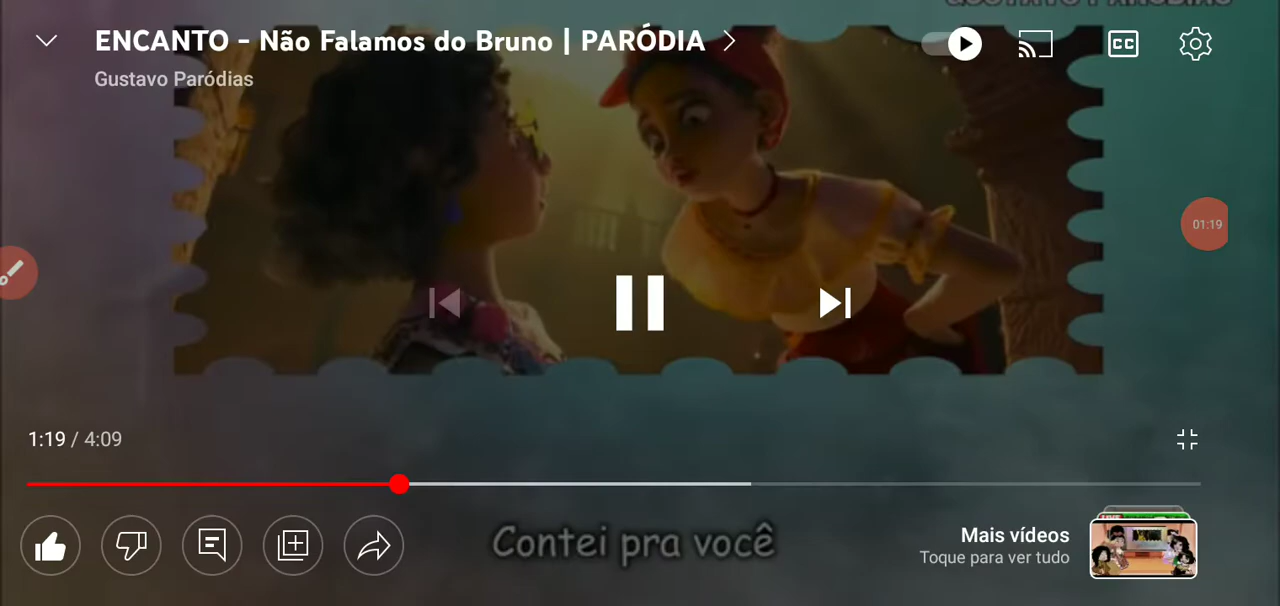 ENCANTO - Não Falamos do Bruno | PARÓDIA
Gustavo Paródias
CC
01:19
1:19 / 4:09
Contei pra você
Mais vídeos
Toque para ver tudo